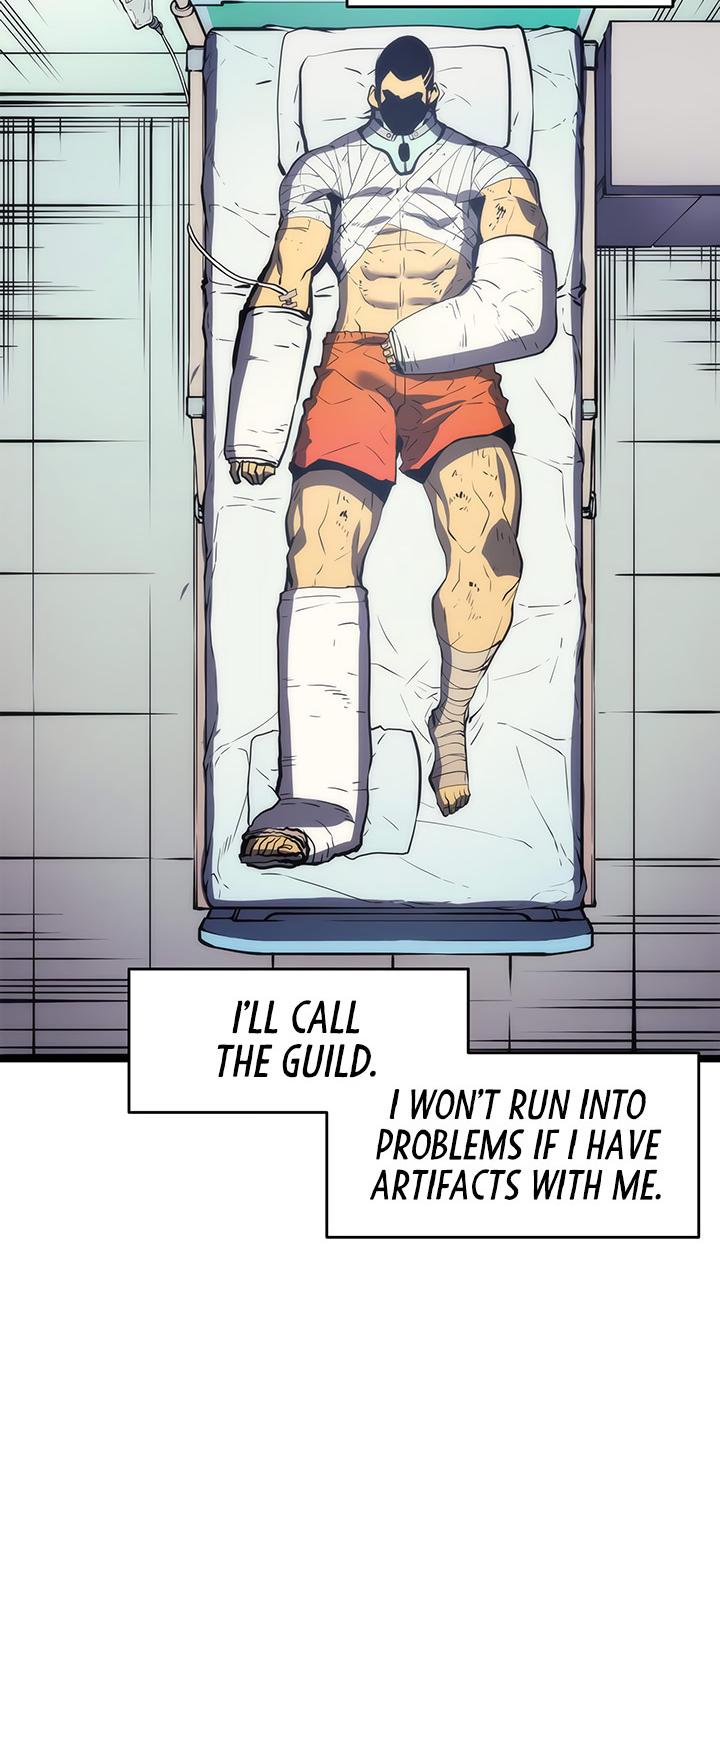 I'LL CALL
THE GUILD.
I WON'T RUN INTO
PROBLEMS IF I HAVE
ARTIFACTS WITH ME.